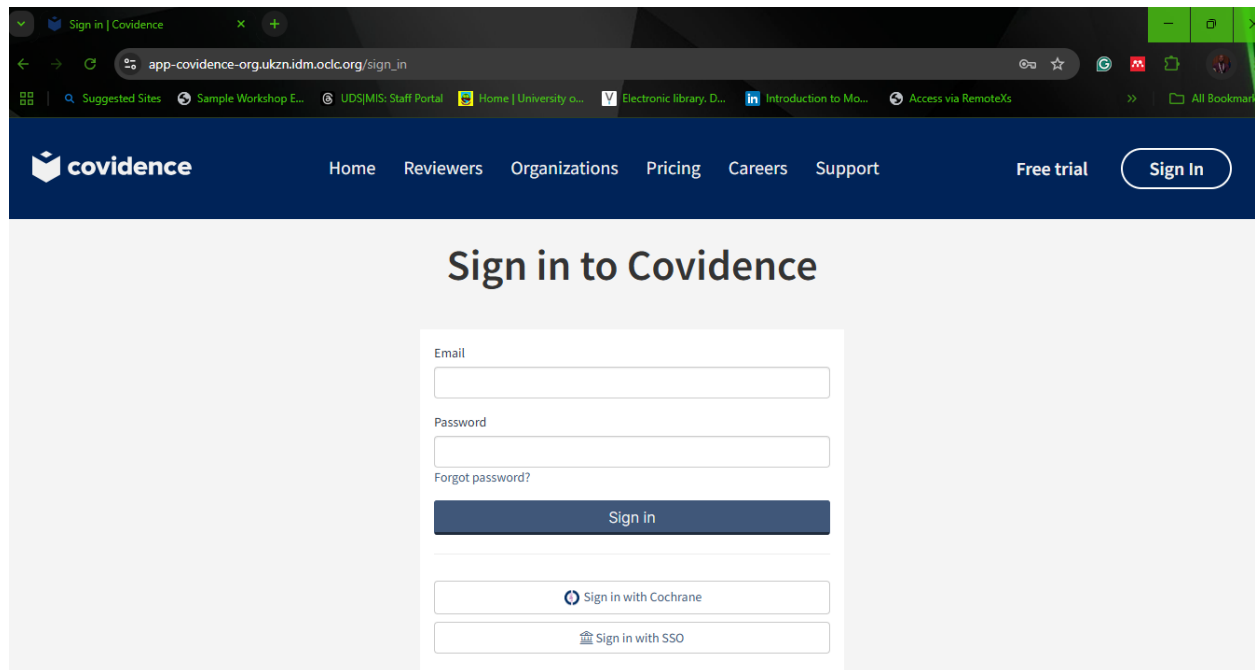 Sign in | Covidence
app-covidence-org.ukzn.idm.oclc.org/sign_in
Suggested Sites Sample Workshop E... UDS|MIS: Staff Portal Home | University o... Electronic library. D... Introduction to Mo... Access via RemoteXs » All Bookmark
covidence Home Reviewers Organizations Pricing Careers Support Free trial Sign In
Sign in to Covidence
Email
Password
Forgot password?
Sign in
Sign in with Cochrane
Sign in with SSO